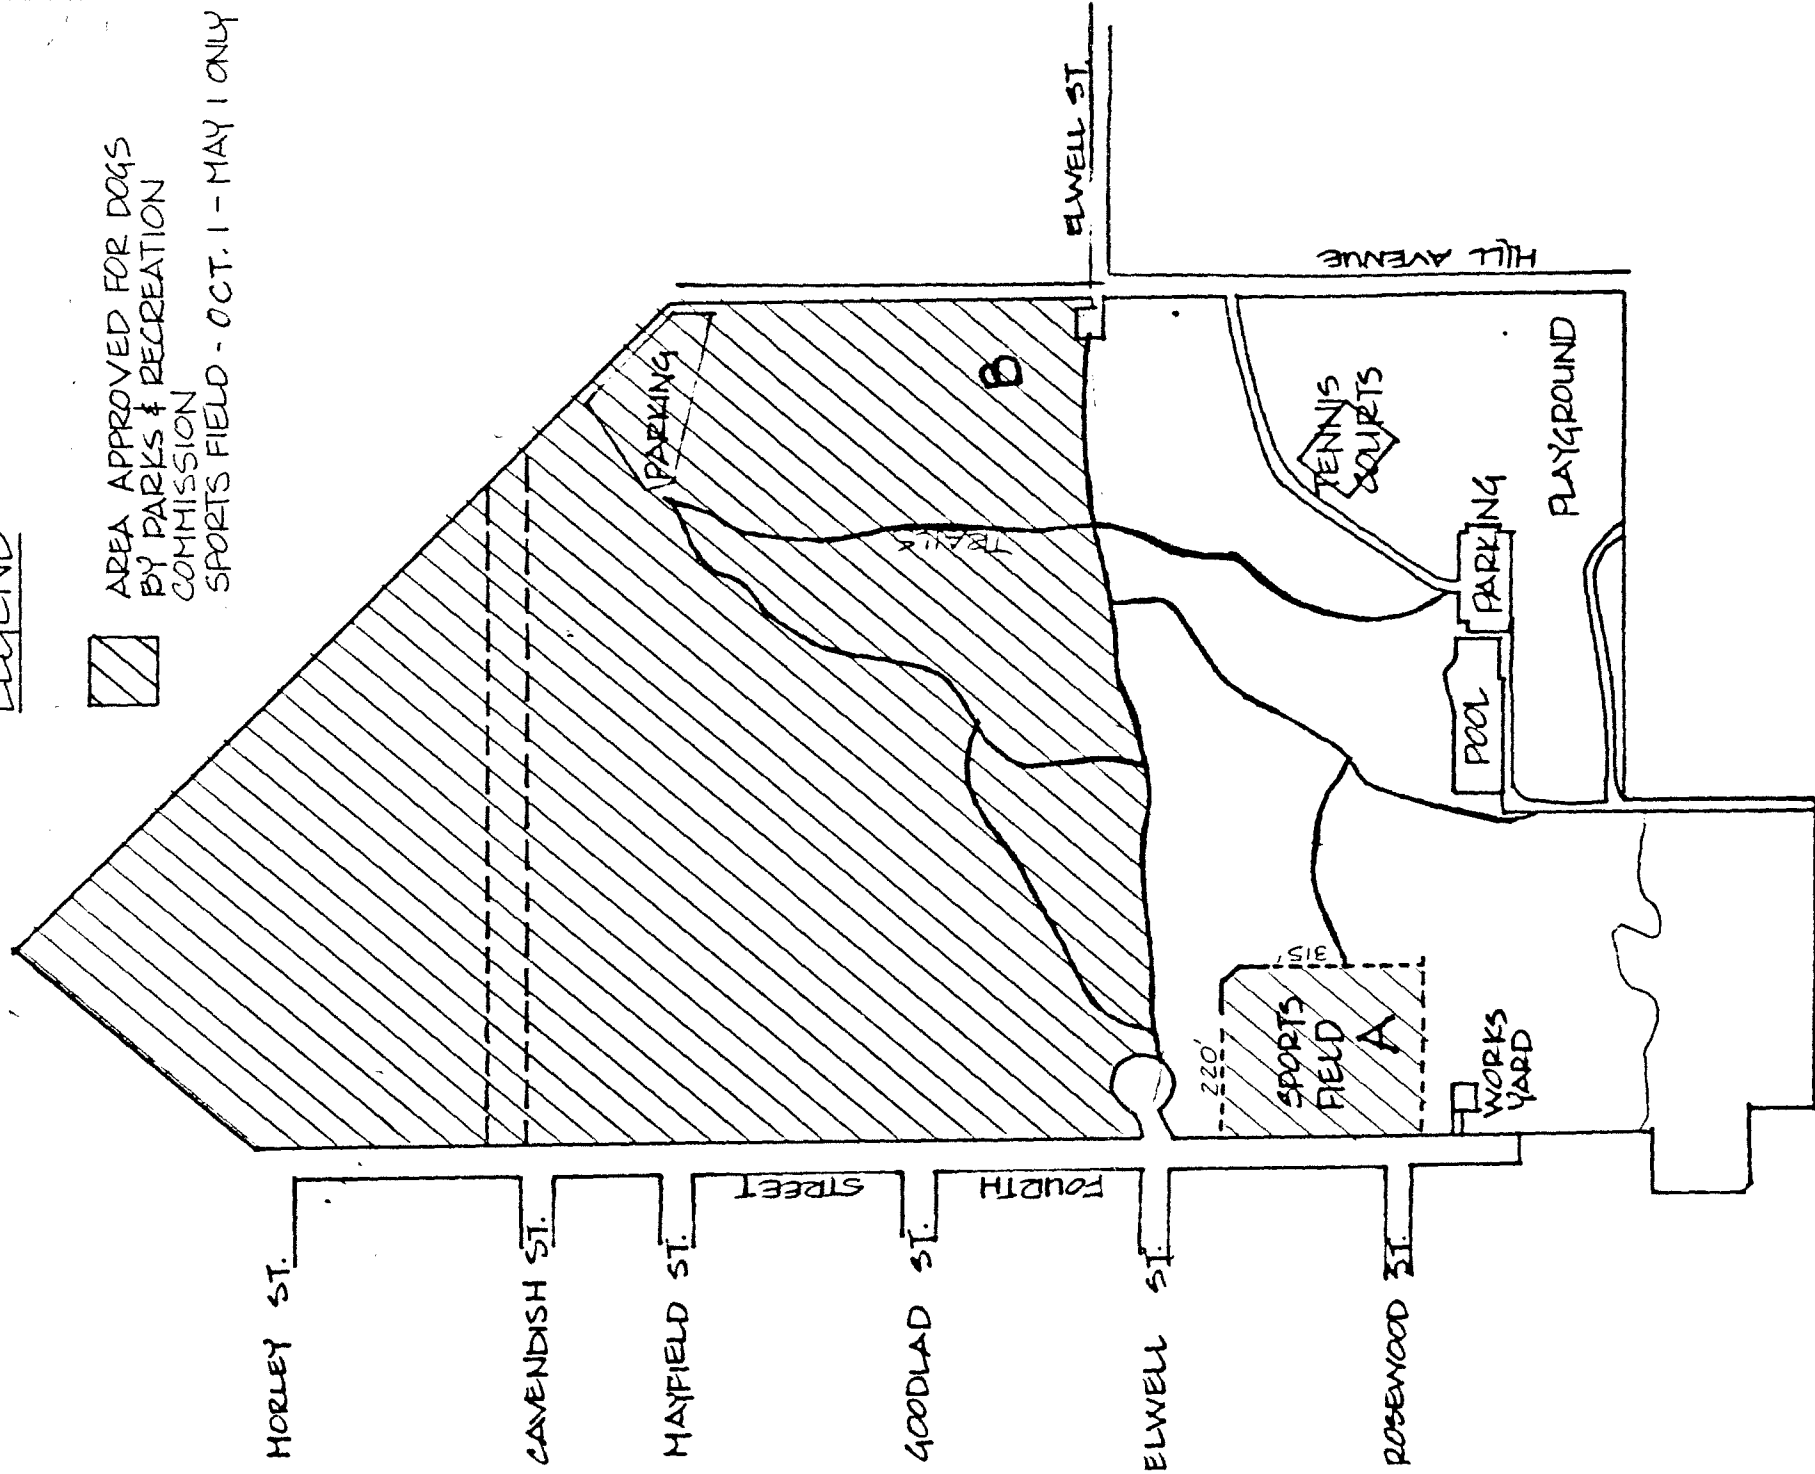 LEGEND
AREA APPROVED FOR DOGS
BY PARKS & RECREATION
COMMISSION
SPORTS FIELD - OCT. 1 - MAY 1 ONLY
MORLEY ST.
CAVENDISH ST.
MAYFIELD ST.
GOODLAD ST.
ELWELL ST.
ROSEWOOD ST.
FOURTH STREET
PARKING
B
TRAILS
ELWELL ST.
HILL AVENUE
TENNIS
COURTS
PARKING
PLAYGROUND
POOL
220'
315'
SPORTS
FIELD
A
WORKS
YARD